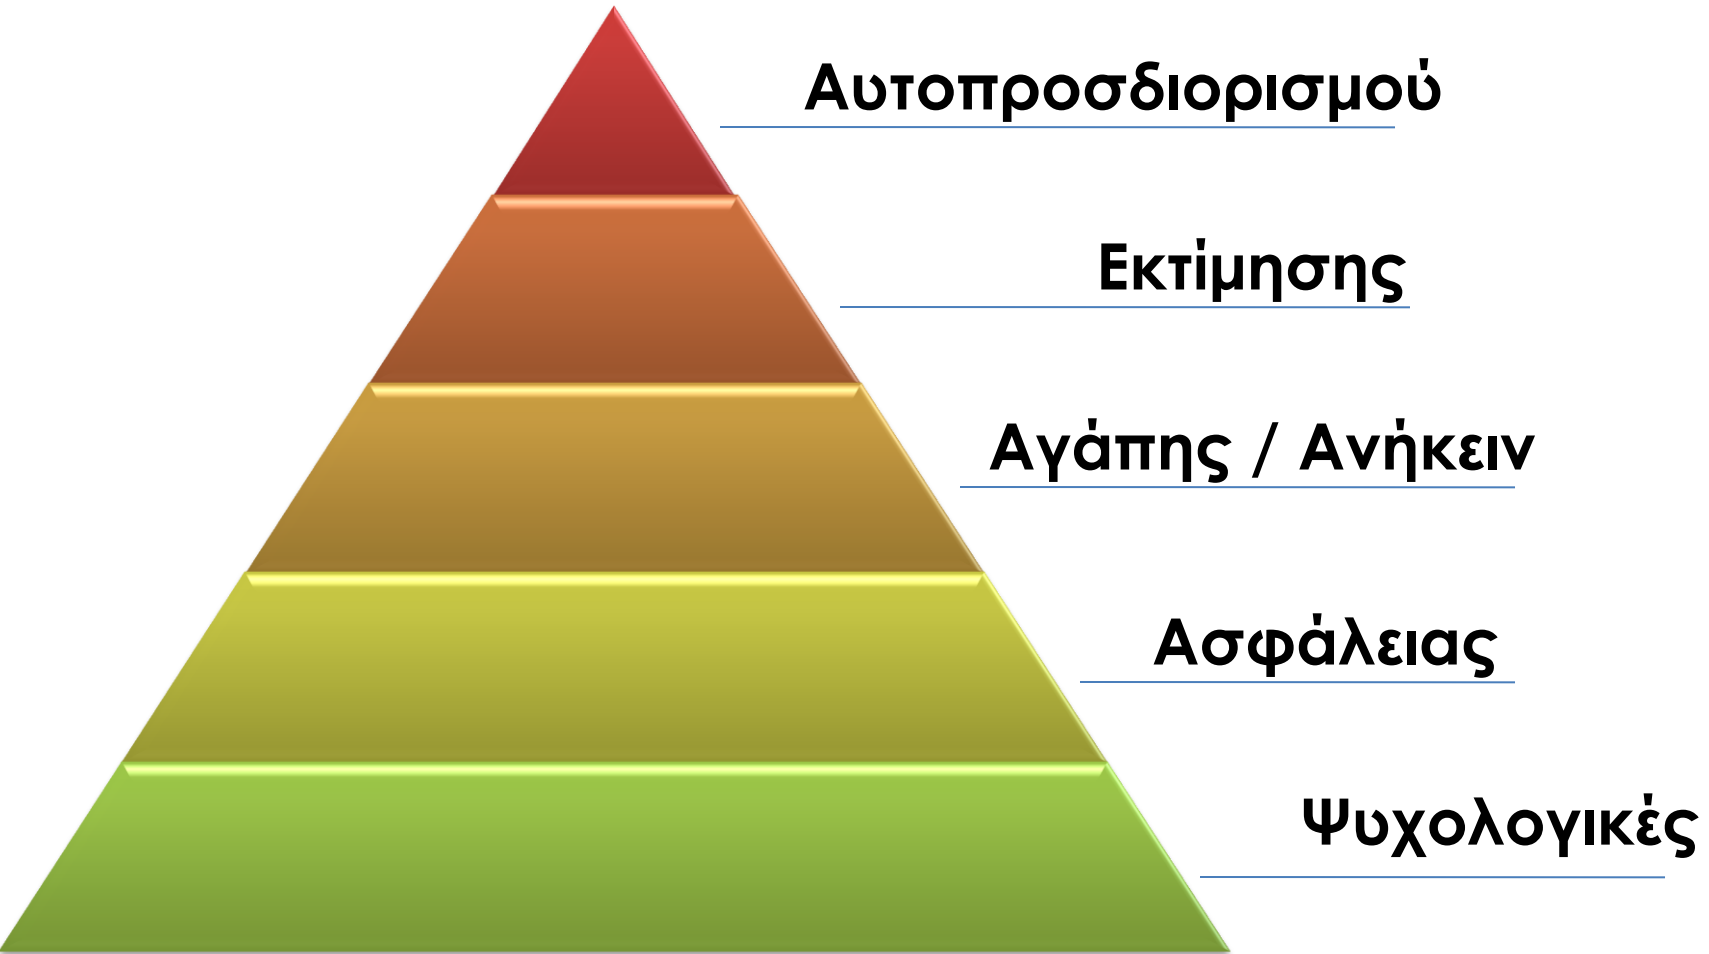 Αυτοπροσδιορισμού
Εκτίμησης
Αγάπης / Ανήκειν
Ασφάλειας
Ψυχολογικές